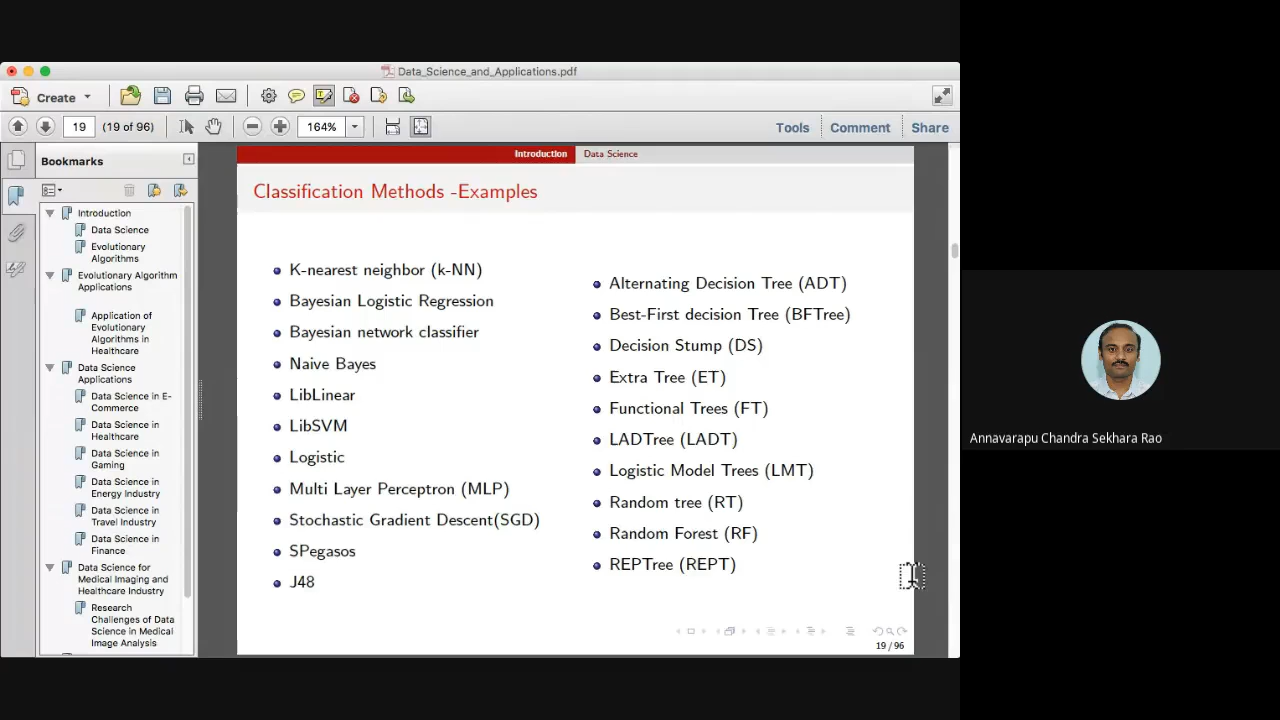 Data_Science_and_Applications.pdf
Create
19 (19 of 96) 164% Tools Comment Share
Bookmarks
Introduction
Data Science
Evolutionary
Algorithms
Evolutionary Algorithm
Applications
Application of
Evolutionary
Algorithms in
Healthcare
Data Science
Applications
Data Science in E-
Commerce
Data Science in
Healthcare
Data Science in
Gaming
Data Science in
Energy Industry
Data Science in
Travel Industry
Data Science in
Finance
Data Science for
Medical Imaging and
Healthcare Industry
Research
Challenges of Data
Science in Medical
Image Analysis
Introduction Data Science
Classification Methods -Examples
K-nearest neighbor (k-NN)
Bayesian Logistic Regression
Bayesian network classifier
Naive Bayes
LibLinear
LibSVM
Logistic
Multi Layer Perceptron (MLP)
Stochastic Gradient Descent(SGD)
SPegasos
J48
Alternating Decision Tree (ADT)
Best-First decision Tree (BFTree)
Decision Stump (DS)
Extra Tree (ET)
Functional Trees (FT)
LADTree (LADT)
Logistic Model Trees (LMT)
Random tree (RT)
Random Forest (RF)
REPTree (REPT)
19 / 96
Annavarapu Chandra Sekhara Rao